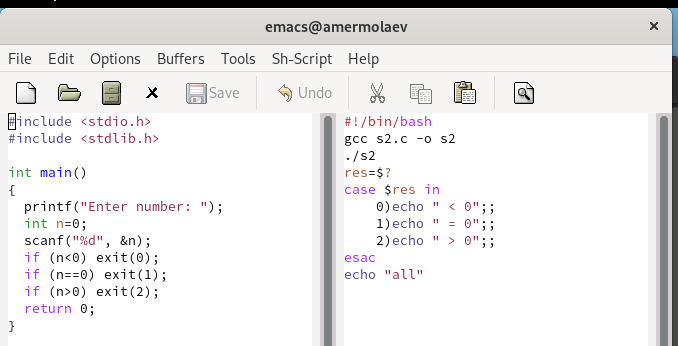 emacs@amermolaev
×
File Edit Options Buffers Tools Sh-Script Help
Save Undo
#include <stdio.h>
#include <stdlib.h>

int main()
{
  printf("Enter number: ");
  int n=0;
  scanf("%d", &n);
  if (n<0) exit(0);
  if (n==0) exit(1);
  if (n>0) exit(2);
  return 0;
}
#!/bin/bash
gcc s2.c -o s2
./s2
res=$?
case $res in
    0)echo " < 0";;
    1)echo " = 0";;
    2)echo " > 0";;
esac
echo "all"